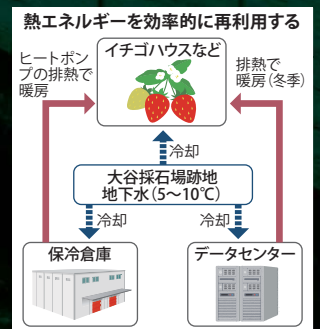 熱エネルギーを効率的に再利用する
イチゴハウスなど
ヒートポン
プの排熱で
暖房
排熱で
暖房(冬季)
冷却
大谷採石場跡地
地下水(5〜10℃)
冷却
冷却
保冷倉庫
データセンター